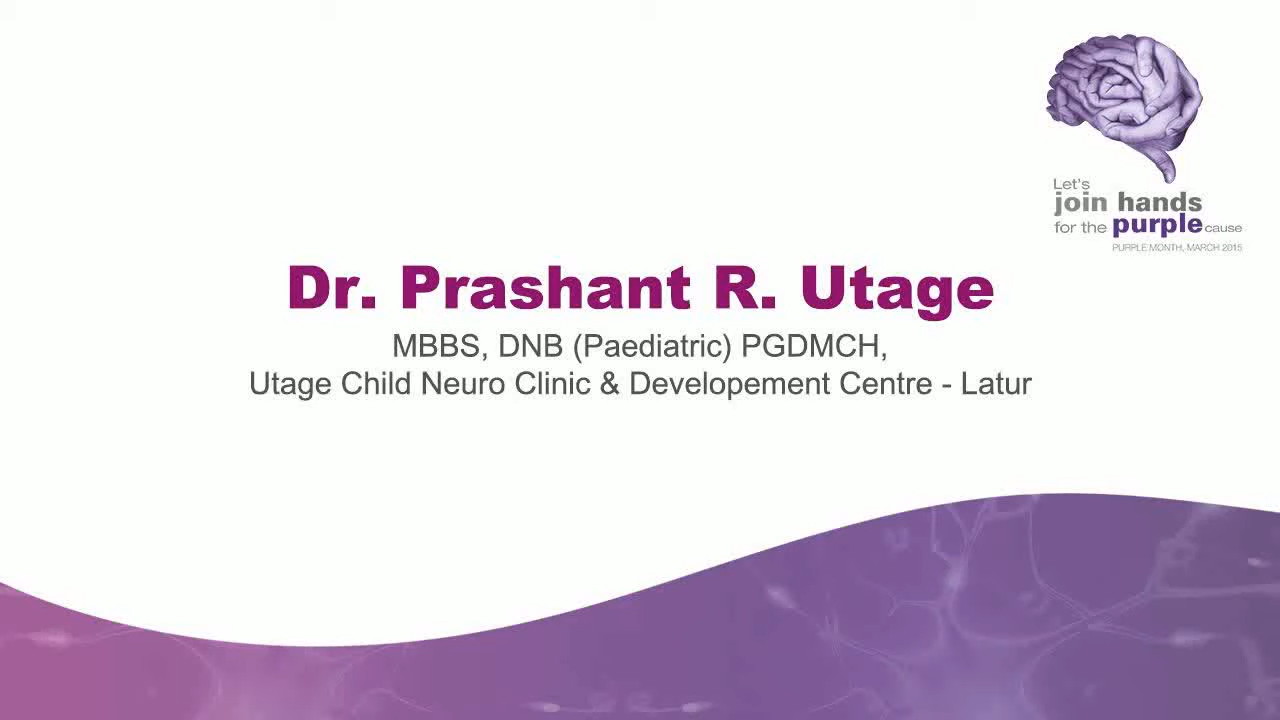 Let's
join hands
for the purple cause
PURPLE MONTH, MARCH 2015
Dr. Prashant R. Utage
MBBS, DNB (Paediatric) PGDMCH,
Utage Child Neuro Clinic & Developement Centre - Latur